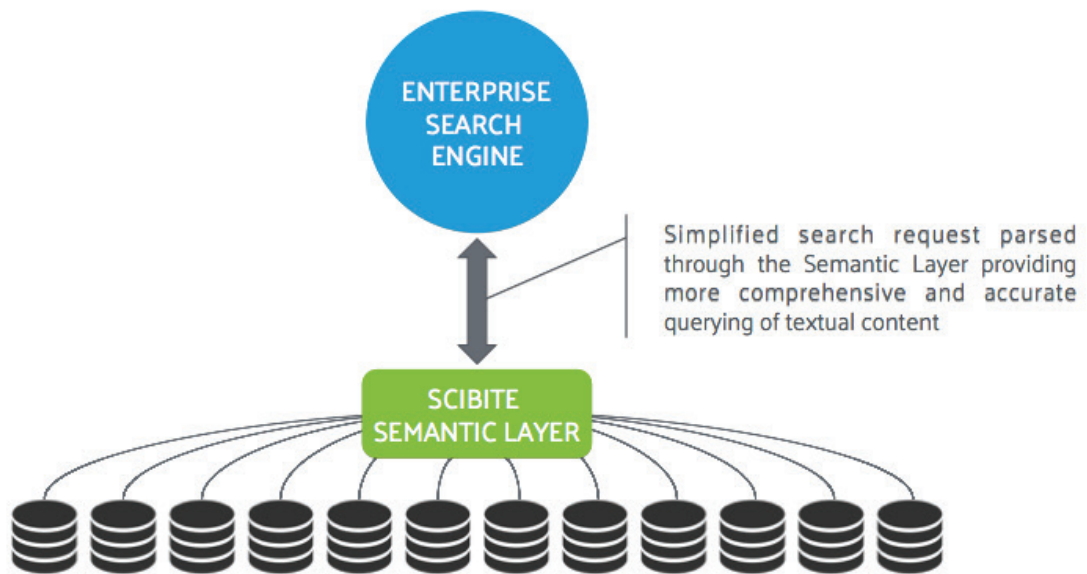 ENTERPRISE
SEARCH
ENGINE
Simplified search request parsed
through the Semantic Layer providing
more comprehensive and accurate
querying of textual content
SCIBITE
SEMANTIC LAYER